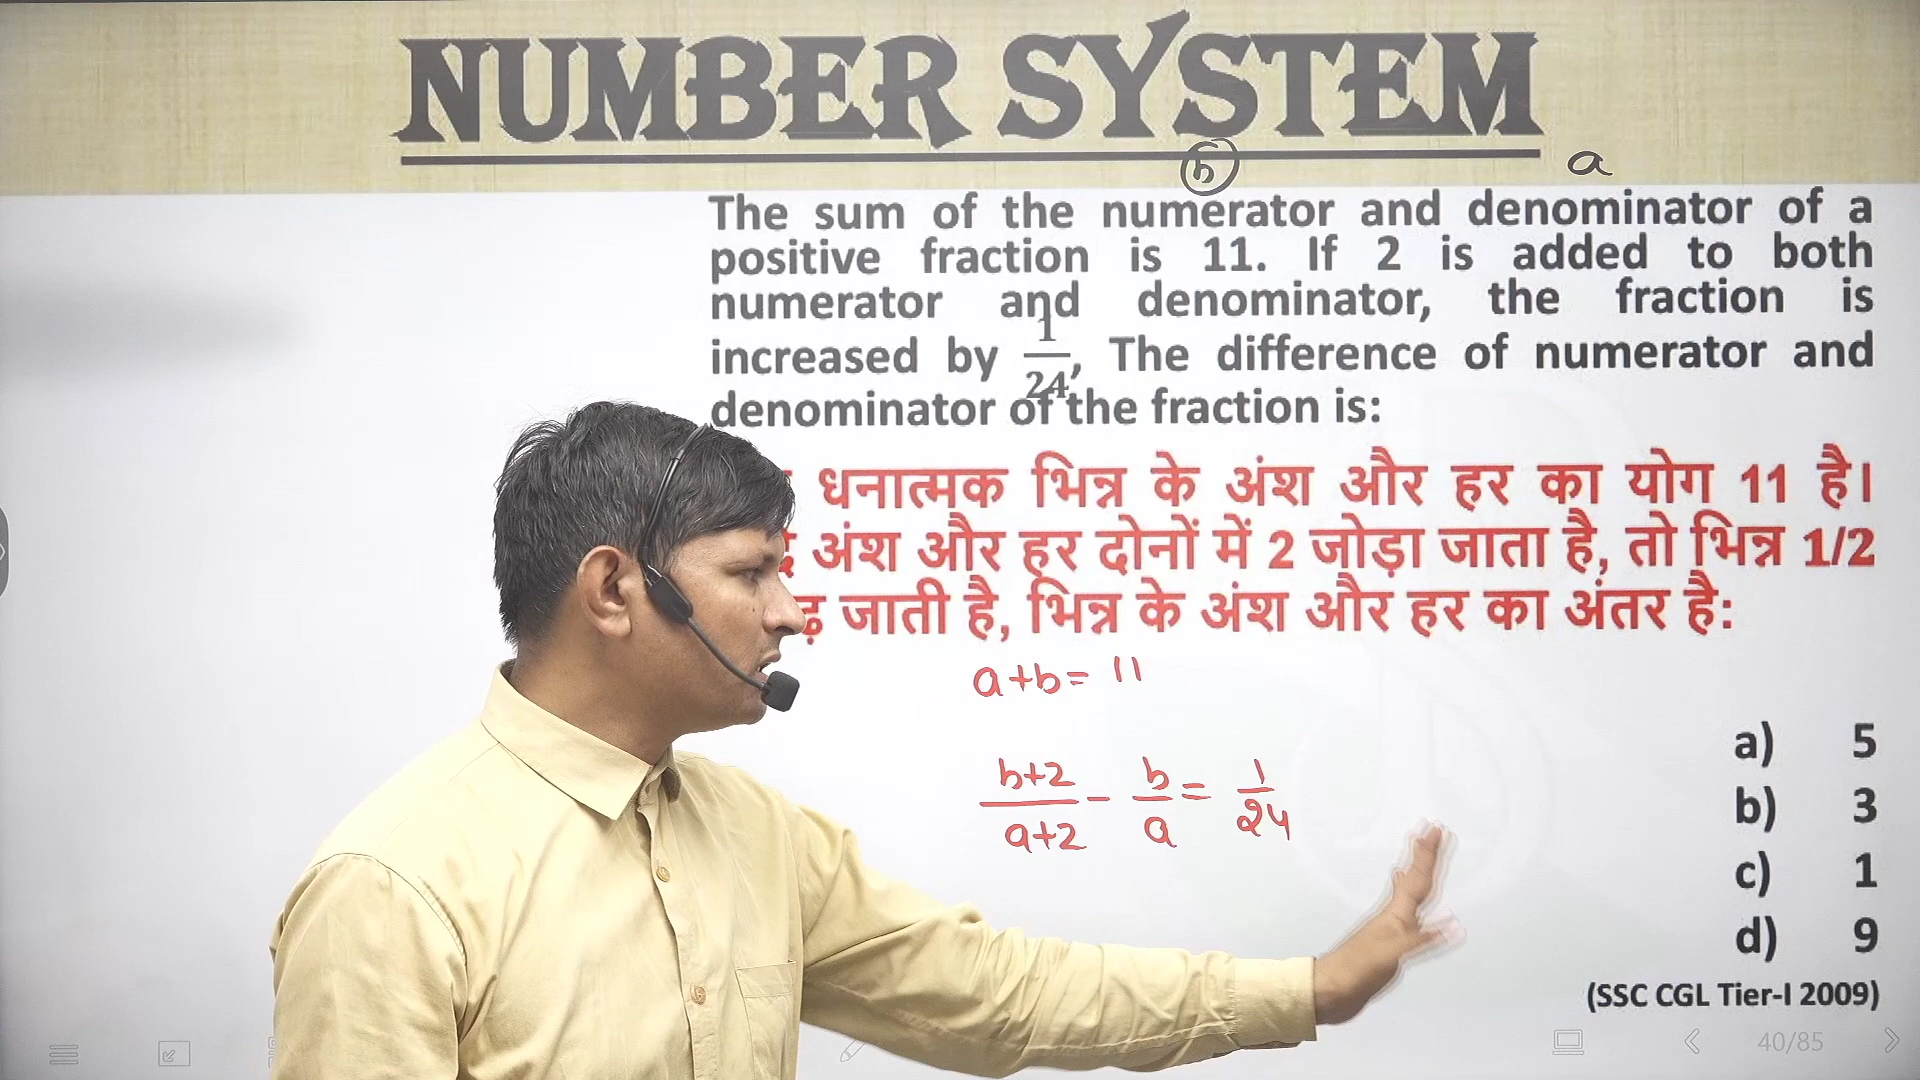 NUMBER SYSTEM
b a
The sum of the numerator and denominator of a
positive fraction is 11. If 2 is added to both
numerator and denominator, the fraction is
increased by 1/24, The difference of numerator and
denominator of the fraction is:
धनात्मक भिन्न के अंश और हर का योग 11 है।
अंश और हर दोनों में 2 जोड़ा जाता है, तो भिन्न 1/2
जाती है, भिन्न के अंश और हर का अंतर है:
a+b= 11
(b+2)/(a+2) - b/a = 1/24
a) 5
b) 3
c) 1
d) 9
(SSC CGL Tier-I 2009)
40/85